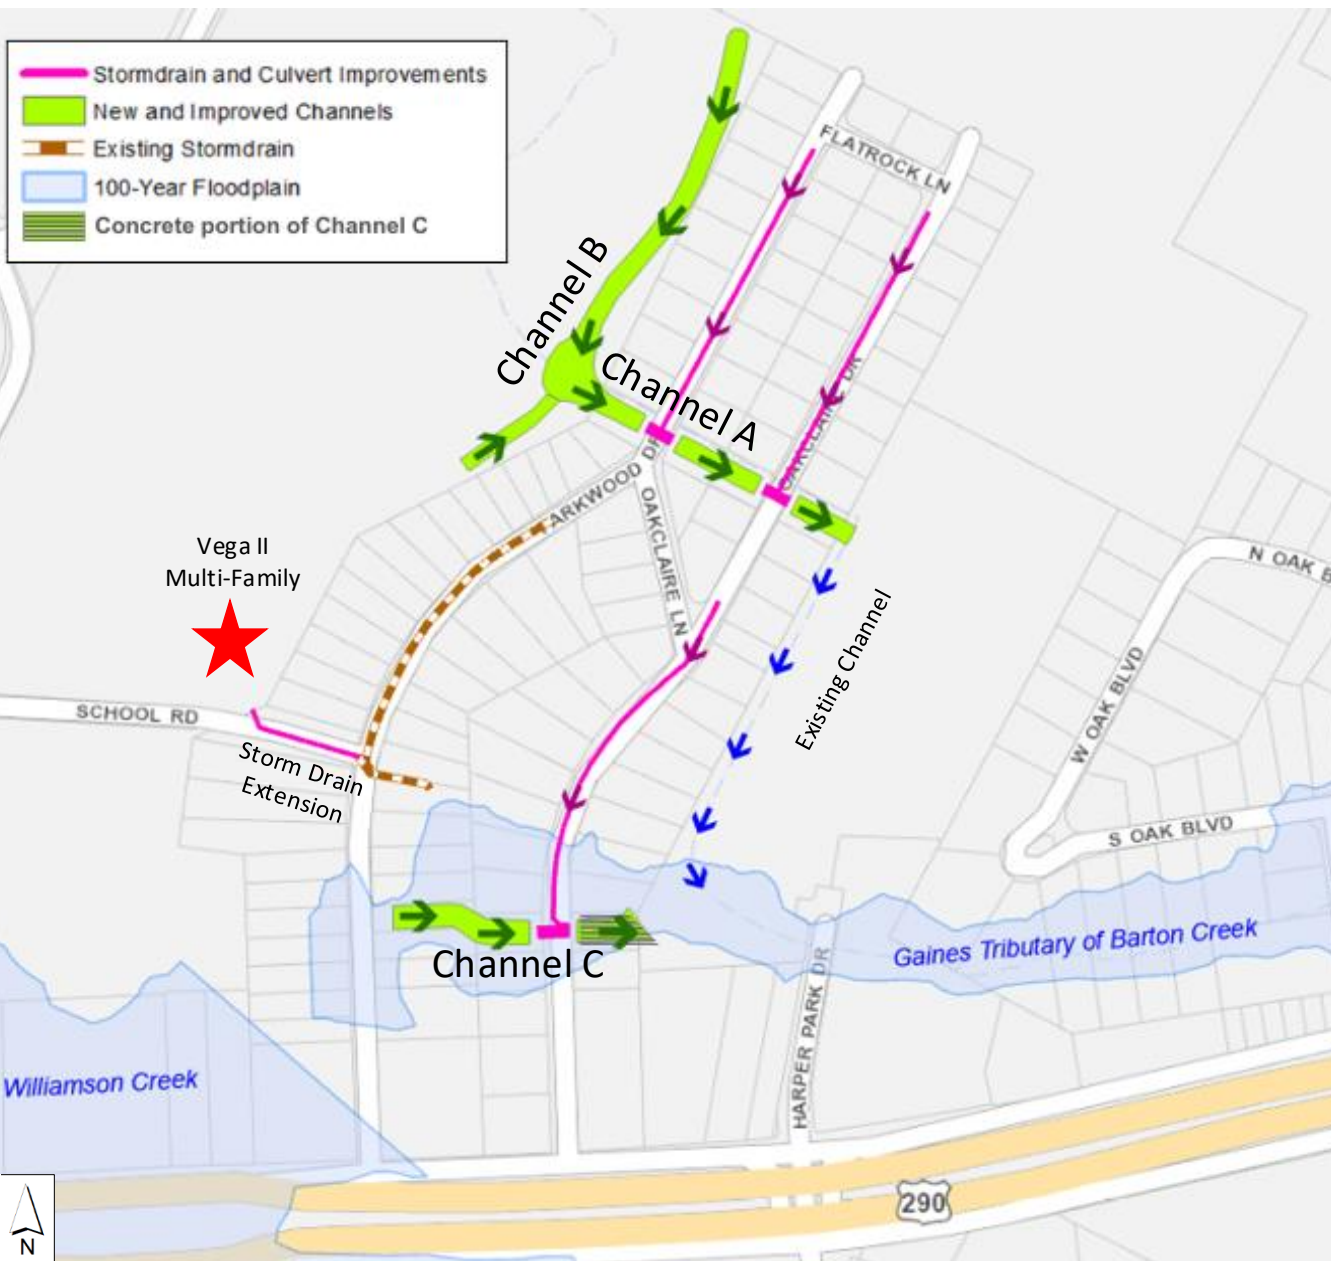 Stormdrain and Culvert Improvements
New and Improved Channels
Existing Stormdrain
100-Year Floodplain
Concrete portion of Channel C
FLATROCK LN
Channel B
Channel A
OAKCLAIRE DR
ARKWOOD DR
OAKCLAIRE LN
Vega II
Multi-Family
N OAK B
Existing Channel
W OAK BLVD
SCHOOL RD
Storm Drain
Extension
S OAK BLVD
Channel C
Gaines Tributary of Barton Creek
HARPER PARK DR
Williamson Creek
290
N